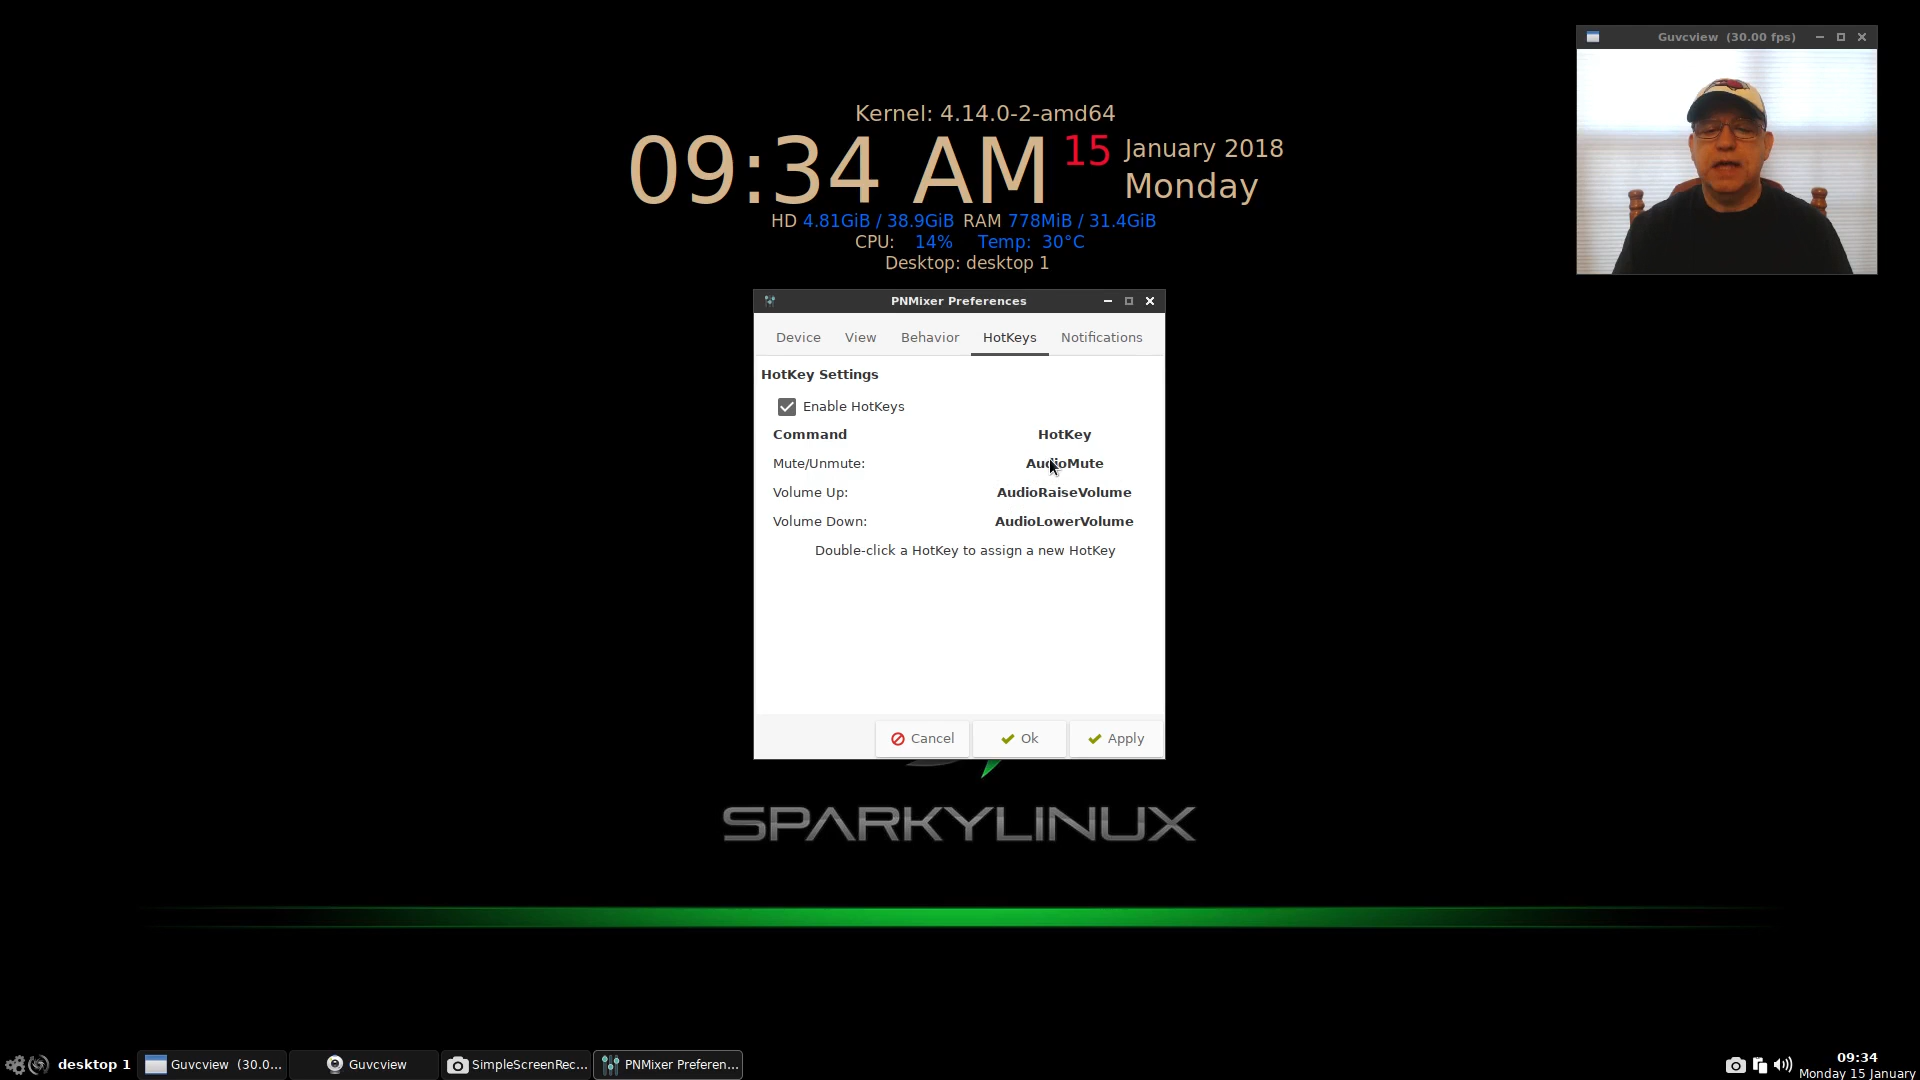 Guvcview (30.00 fps)
Kernel: 4.14.0-2-amd64
09:34 AM 15 January 2018
Monday
HD 4.81GiB / 38.9GiB RAM 778MiB / 31.4GiB
CPU: 14% Temp: 30°C
Desktop: desktop 1
PNMixer Preferences
Device View Behavior HotKeys Notifications
HotKey Settings
Enable HotKeys
Command HotKey
Mute/Unmute: AudioMute
Volume Up: AudioRaiseVolume
Volume Down: AudioLowerVolume
Double-click a HotKey to assign a new HotKey
Cancel Ok Apply
SPARKYLINUX
desktop 1 Guvcview (30.0... Guvcview SimpleScreenRec... PNMixer Preferen... 09:34
Monday 15 January